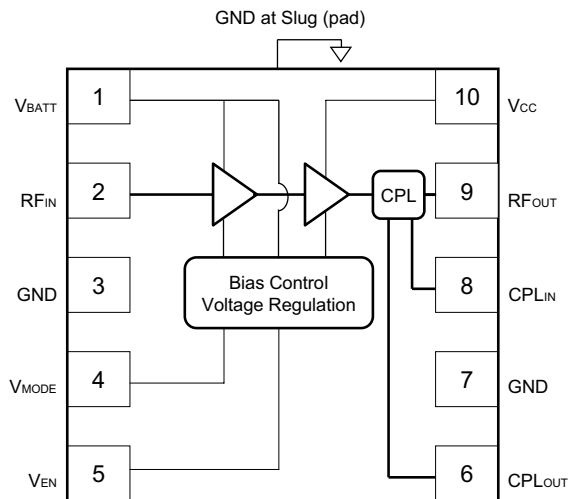 GND at Slug (pad)
VBATT 1
10 VCC
RFIN 2
CPL
9 RFOUT
GND 3
Bias Control
Voltage Regulation
8 CPLIN
VMODE 4
7 GND
VEN 5
6 CPLOUT